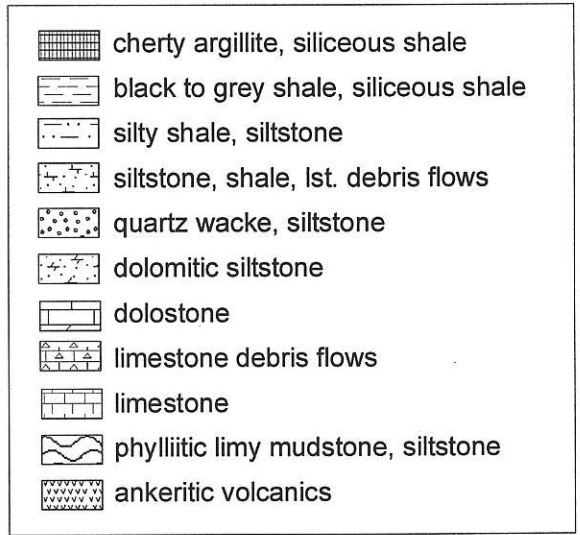 cherty argillite, siliceous shale
black to grey shale, siliceous shale
silty shale, siltstone
siltstone, shale, lst. debris flows
quartz wacke, siltstone
dolomitic siltstone
dolostone
limestone debris flows
limestone
phylliitic limy mudstone, siltstone
ankeritic volcanics